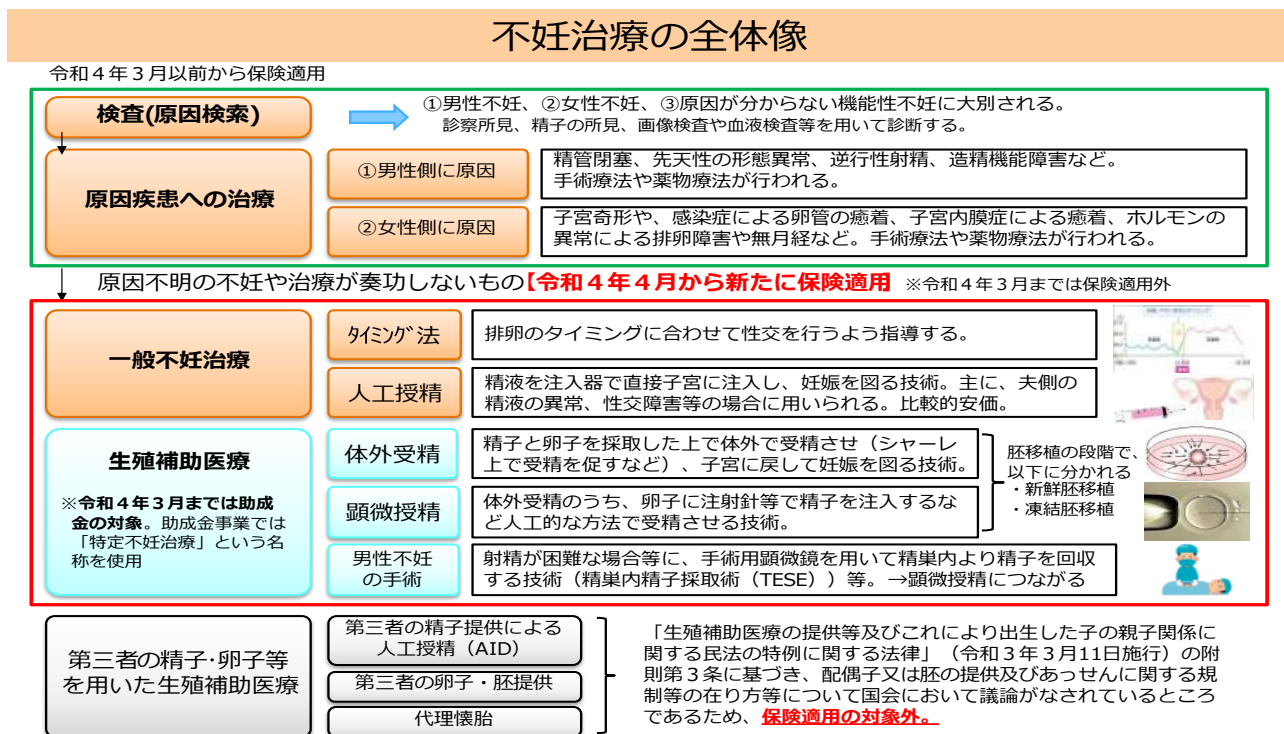 不妊治療の全体像
令和４年３月以前から保険適用
検査(原因検索)
①男性不妊、②女性不妊、③原因が分からない機能性不妊に大別される。
診察所見、精子の所見、画像検査や血液検査等を用いて診断する。
原因疾患への治療
①男性側に原因
精管閉塞、先天性の形態異常、逆行性射精、造精機能障害など。
手術療法や薬物療法が行われる。
②女性側に原因
子宮奇形や、感染症による卵管の癒着、子宮内膜症による癒着、ホルモンの
異常による排卵障害や無月経など。手術療法や薬物療法が行われる。
原因不明の不妊や治療が奏功しないもの【令和４年４月から新たに保険適用 ※令和４年３月までは保険適用外
一般不妊治療
ﾀｲﾐﾝｸﾞ法
排卵のタイミングに合わせて性交を行うよう指導する。
人工授精
精液を注入器で直接子宮に注入し、妊娠を図る技術。主に、夫側の
精液の異常、性交障害等の場合に用いられる。比較的安価。
生殖補助医療
※令和４年３月までは助成
金の対象。助成金事業では
「特定不妊治療」という名
称を使用
体外受精
精子と卵子を採取した上で体外で受精させ（シャーレ
上で受精を促すなど）、子宮に戻して妊娠を図る技術。
顕微授精
体外受精のうち、卵子に注射針等で精子を注入するな
ど人工的な方法で受精させる技術。
胚移植の段階で、
以下に分かれる
・新鮮胚移植
・凍結胚移植
男性不妊
の手術
射精が困難な場合等に、手術用顕微鏡を用いて精巣内より精子を回収
する技術（精巣内精子採取術（TESE））等。→顕微授精につながる
第三者の精子･卵子等
を用いた生殖補助医療
第三者の精子提供による
人工授精（AID）
第三者の卵子・胚提供
代理懐胎
「生殖補助医療の提供等及びこれにより出生した子の親子関係に
関する民法の特例に関する法律」（令和３年３月11日施行）の附
則第３条に基づき、配偶子又は胚の提供及びあっせんに関する規
制等の在り方等について国会において議論がなされているところ
であるため、保険適用の対象外。